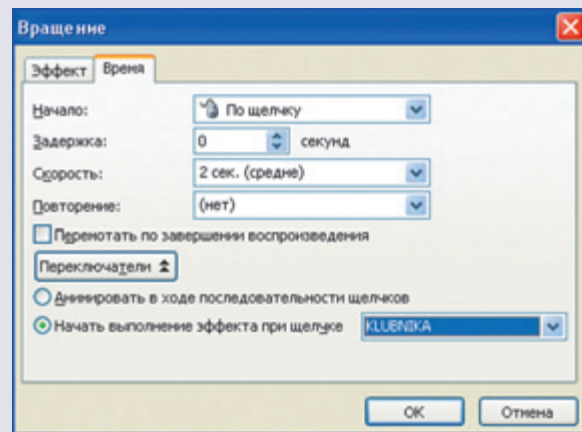 Вращение
Эффект Время
Начало: По щелчку
Задержка: 0 секунд
Скорость: 2 сек. (средне)
Повторение: (нет)
Перемотать по завершении воспроизведения
Переключатели
Анимировать в ходе последовательности щелчков
Начать выполнение эффекта при щелчке KLUBNIKA
ОК Отмена